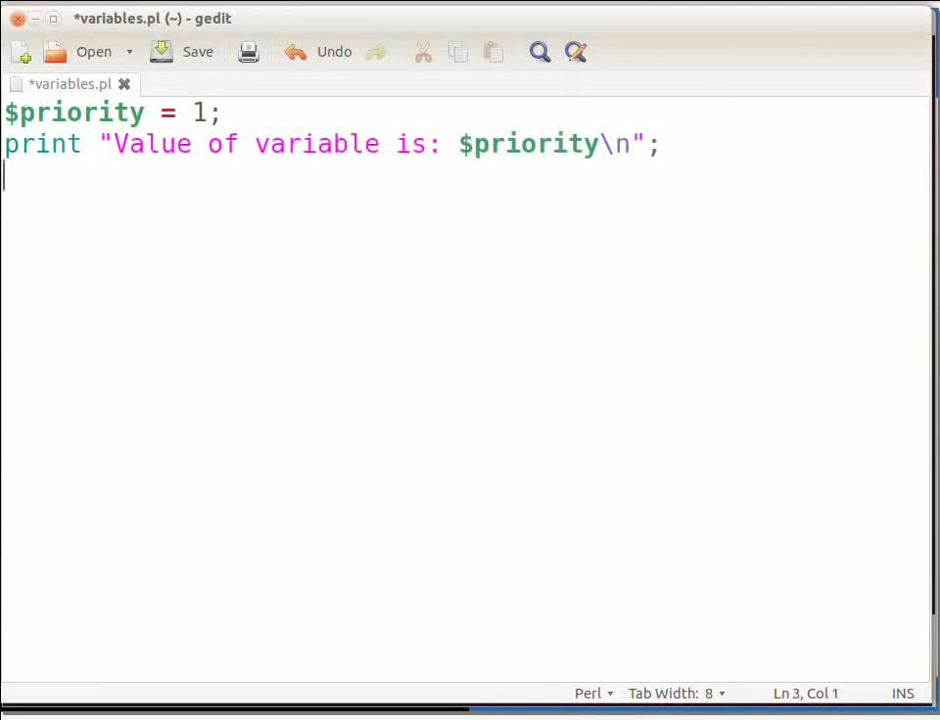 *variables.pl (~) - gedit
Open Save Undo
*variables.pl
$priority = 1;
print "Value of variable is: $priority\n";
Perl Tab Width: 8 Ln 3, Col 1 INS